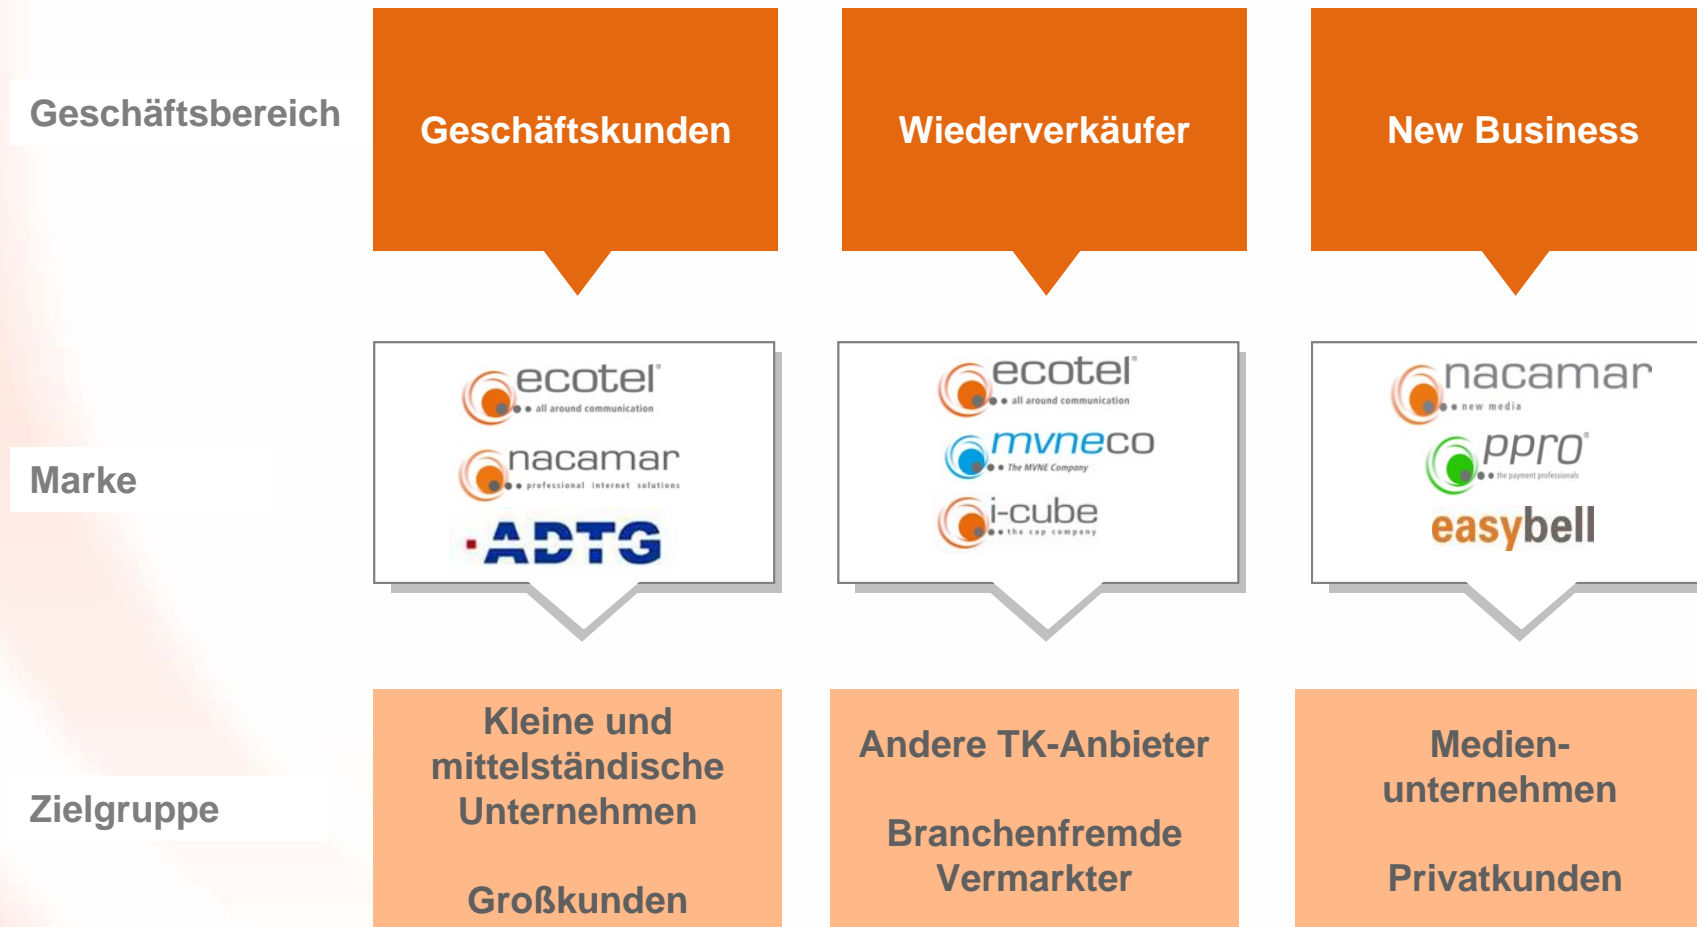 Geschäftsbereich
Geschäftskunden
Wiederverkäufer
New Business
Marke
ecotel®
all around communication
nacamar
professional internet solutions
ADTG
ecotel®
all around communication
mvneco
The MVNE Company
i-cube
the cap company
nacamar
new media
ppro®
the payment professionals
easybell
Zielgruppe
Kleine und
mittelständische
Unternehmen
Großkunden
Andere TK-Anbieter
Branchenfremde
Vermarkter
Medien-
unternehmen
Privatkunden